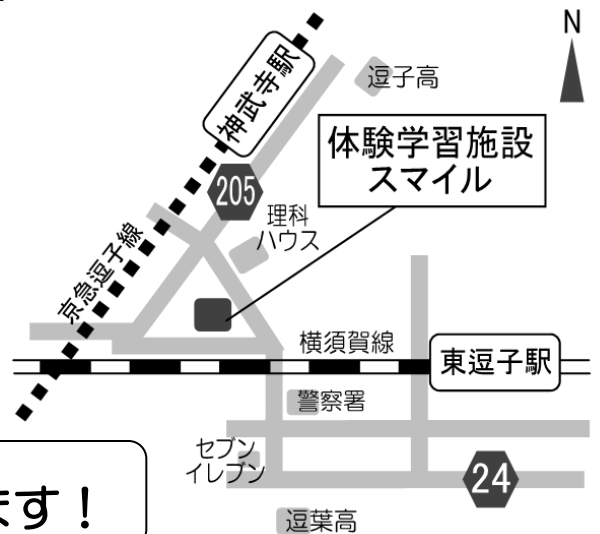 N
逗子高
神武寺駅
体験学習施設
スマイル
205
理科
ハウス
京急逗子線
横須賀線
東逗子駅
警察署
セブン
イレブン
24
ます！
逗葉高